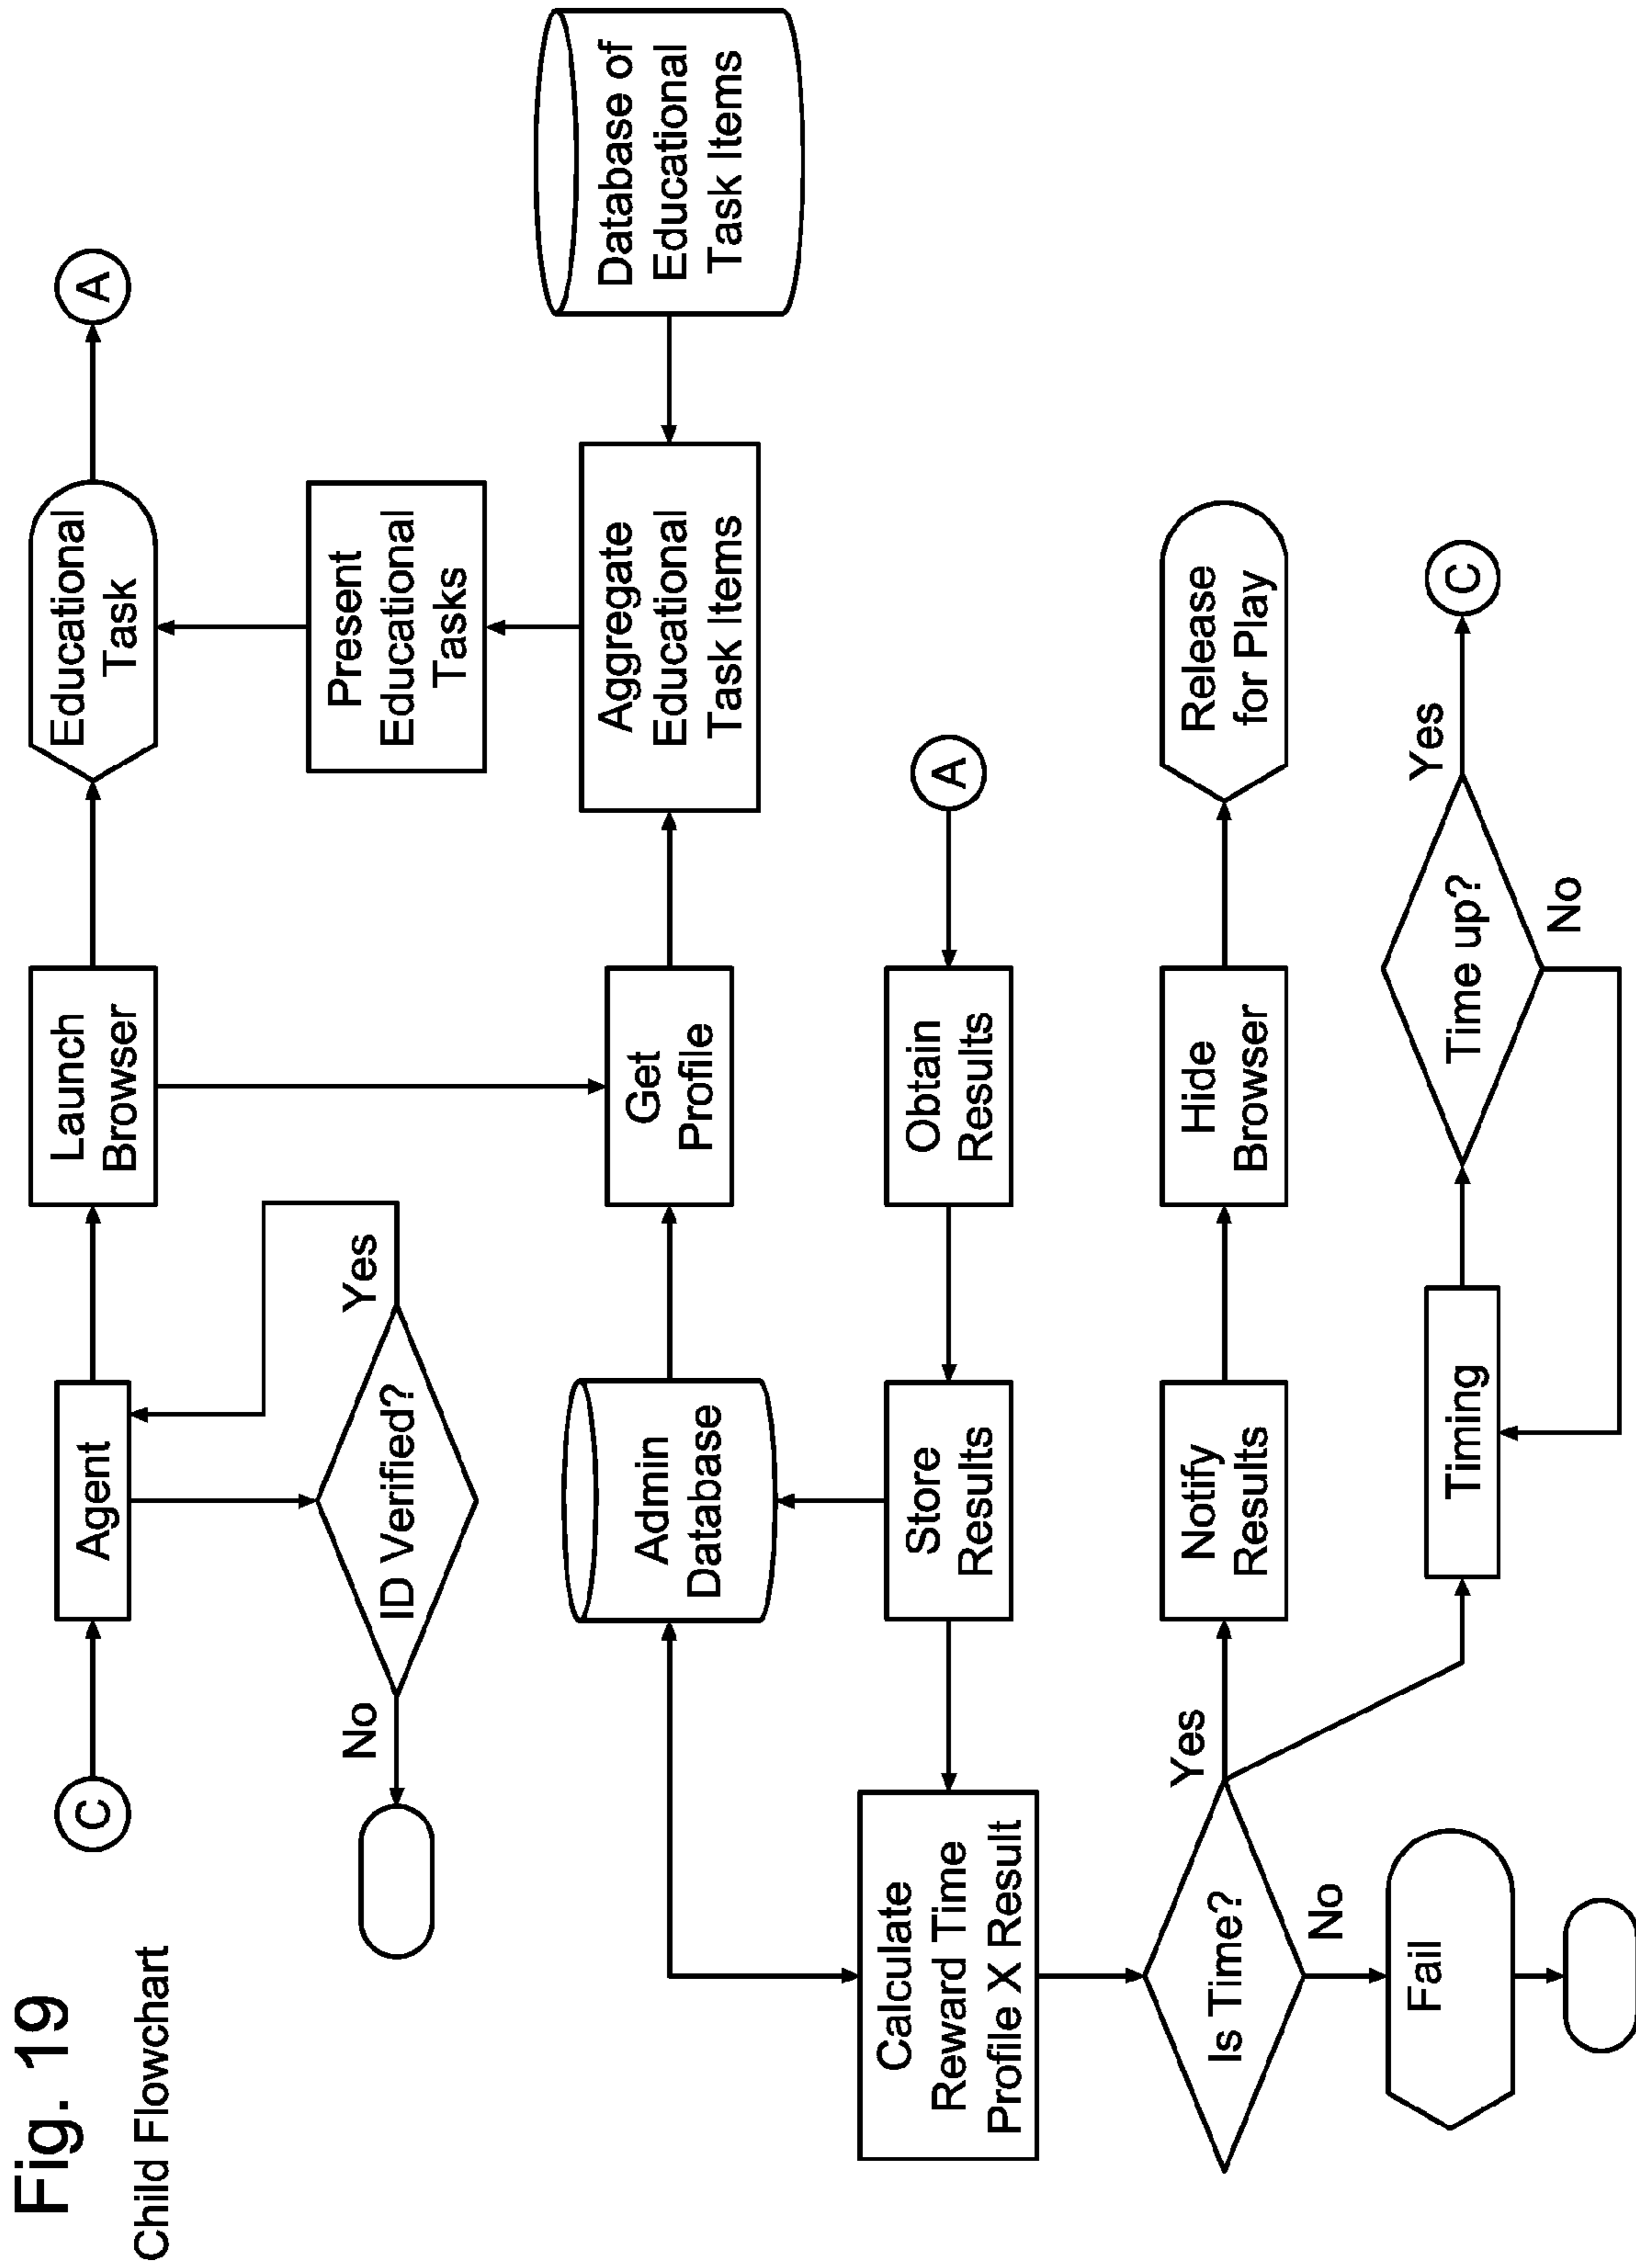 Fig. 19
Child Flowchart
C
Agent
Launch
Browser
Educational
Task
A
No
ID Verified?
Yes
Present
Educational
Tasks
Admin
Database
Get
Profile
Aggregate
Educational
Task Items
Database of
Educational
Task Items
Calculate
Reward Time
Profile X Result
Store
Results
Obtain
Results
A
Is Time?
Yes
No
Notify
Results
Hide
Browser
Release
for Play
Fail
Timing
Time up?
Yes
No
C